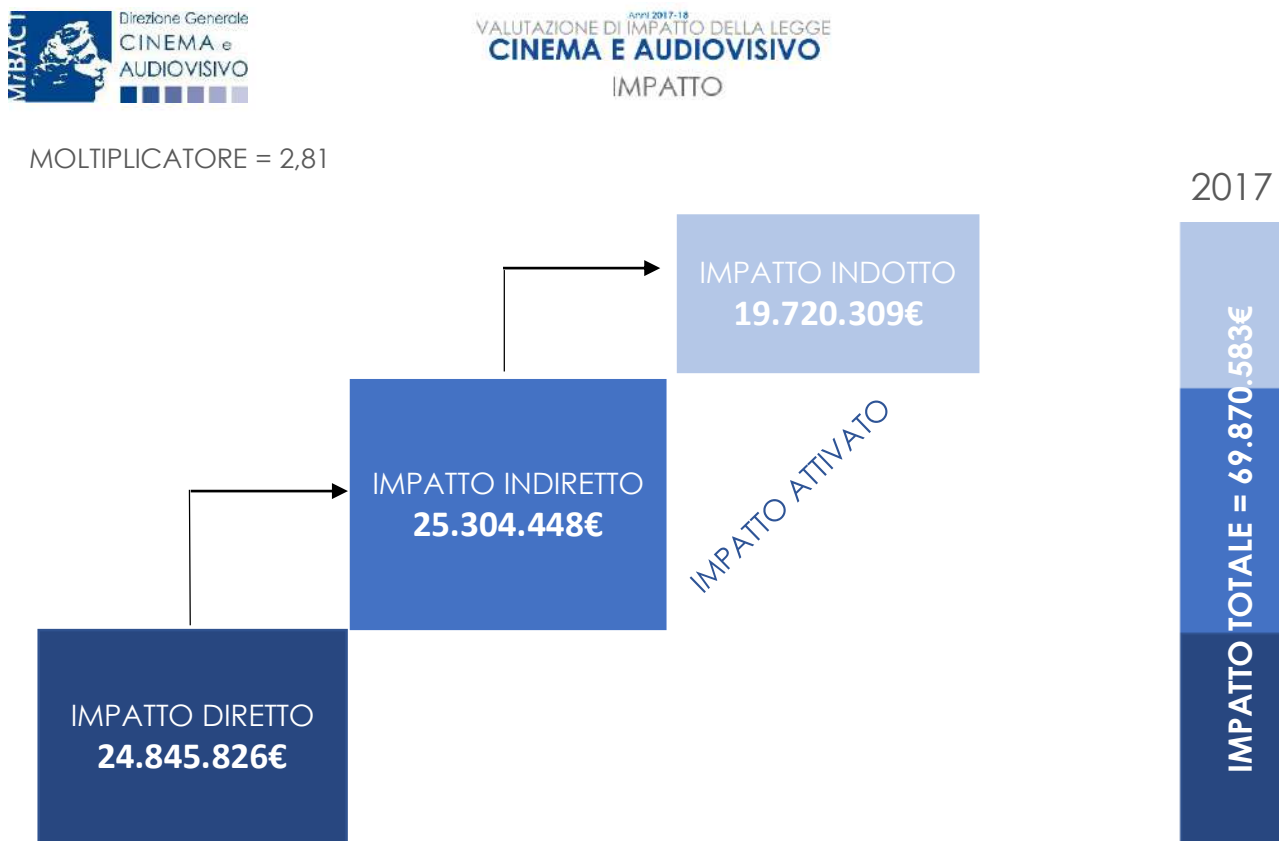 MiBACT
Direzione Generale
CINEMA e
AUDIOVISIVO
Anni 2017-18
VALUTAZIONE DI IMPATTO DELLA LEGGE
CINEMA E AUDIOVISIVO
IMPATTO
MOLTIPLICATORE = 2,81
2017
IMPATTO INDOTTO
19.720.309€
IMPATTO INDIRETTO
25.304.448€
IMPATTO ATTIVATO
IMPATTO DIRETTO
24.845.826€
IMPATTO TOTALE = 69.870.583€